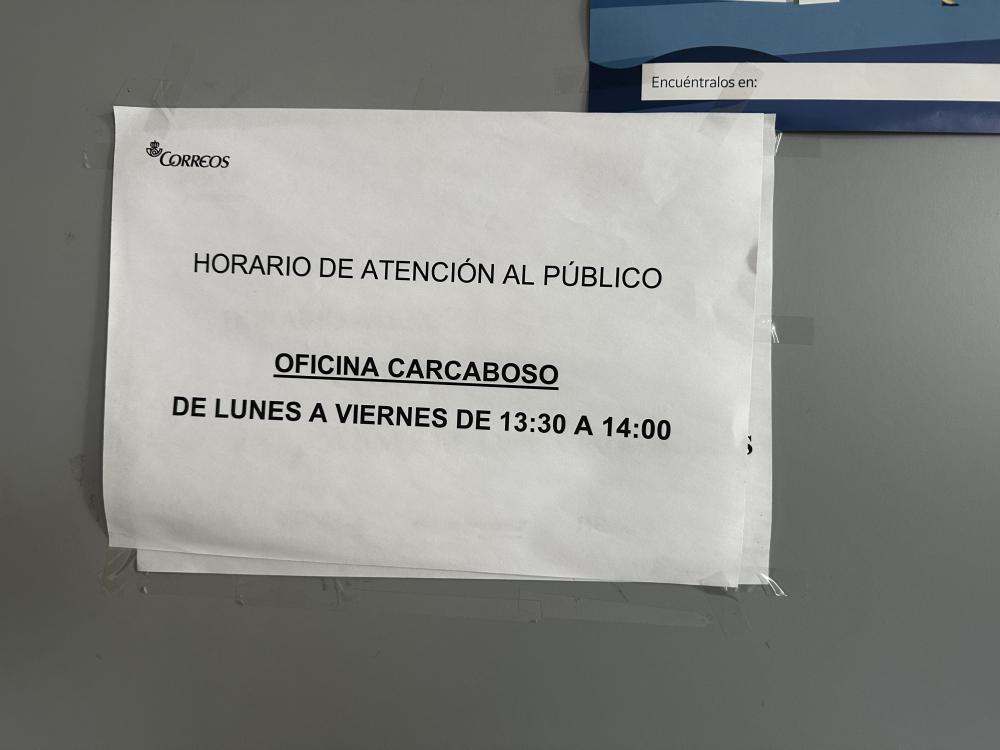 Encuéntralos en:
CORREOS
HORARIO DE ATENCIÓN AL PÚBLICO
OFICINA CARCABOSO
DE LUNES A VIERNES DE 13:30 A 14:00